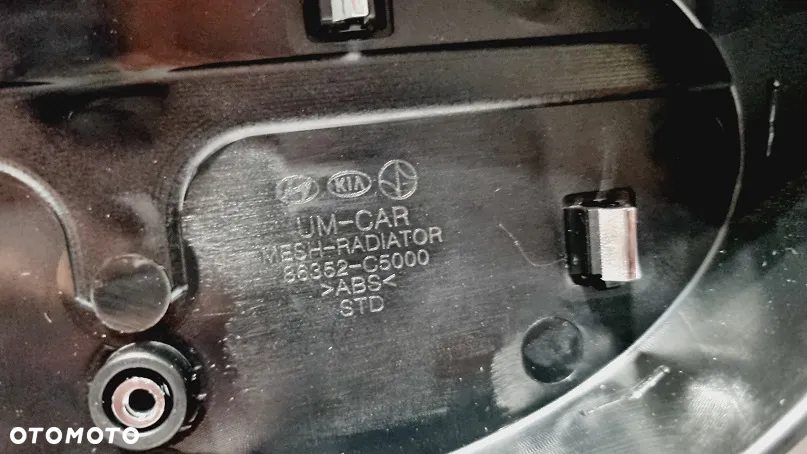 KIA
UM-CAR
MESH-RADIATOR
86352-C5000
>ABS<
STD
OTOMOTO